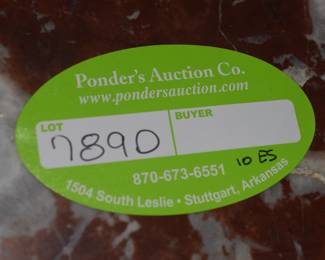 Ponder's Auction Co.
www.pondersauction.com
LOT BUYER
7890
870-673-6551 10 ES
1504 South Leslie • Stuttgart, Arkansas